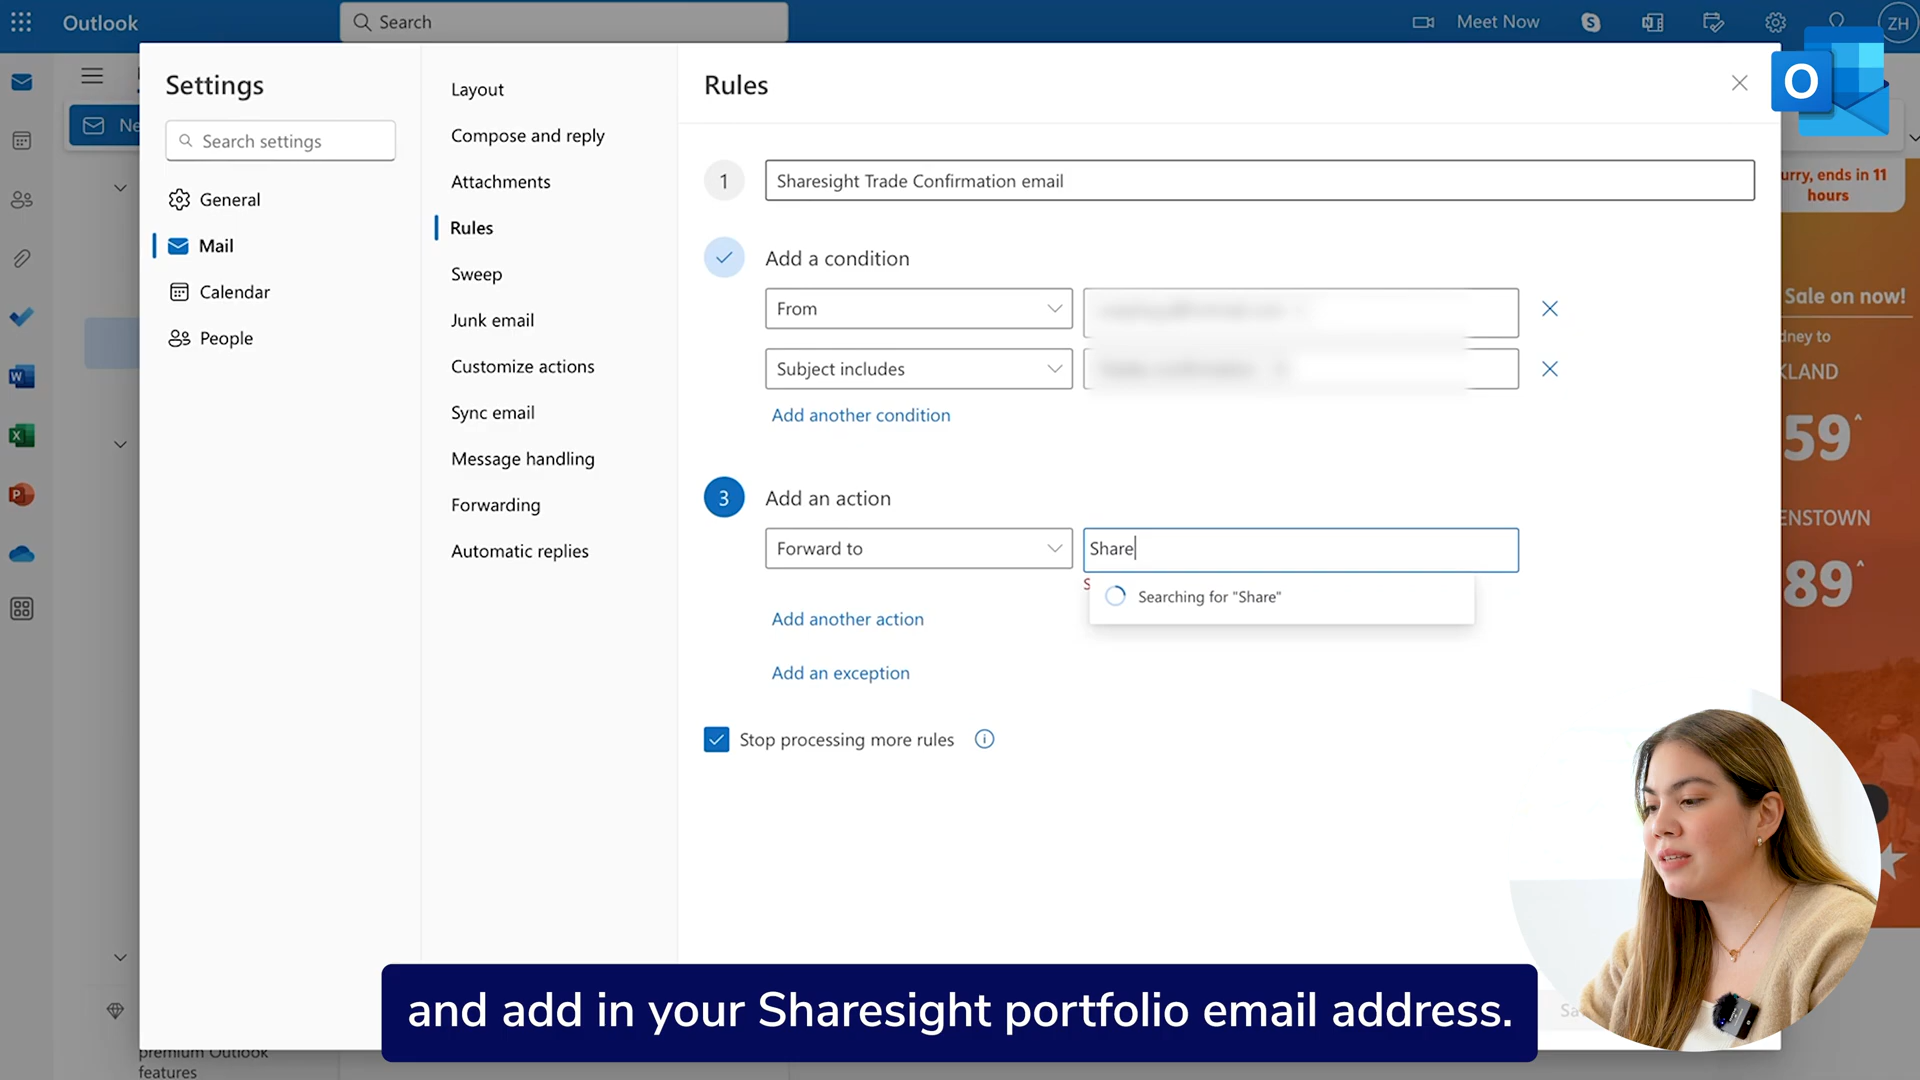 Outlook
Search
Meet Now
ZH
O
Settings
Search settings
General
Mail
Calendar
People
Layout
Compose and reply
Attachments
Rules
Sweep
Junk email
Customize actions
Sync email
Message handling
Forwarding
Automatic replies
Rules
1
Sharesight Trade Confirmation email
Add a condition
From
Subject includes
Add another condition
3
Add an action
Forward to
Share
Searching for "Share"
Add another action
Add an exception
Stop processing more rules
urry, ends in 11
hours
Sale on now!
dney to
KLAND
59^
ENSTOWN
89^
and add in your Sharesight portfolio email address.
premium Outlook
features